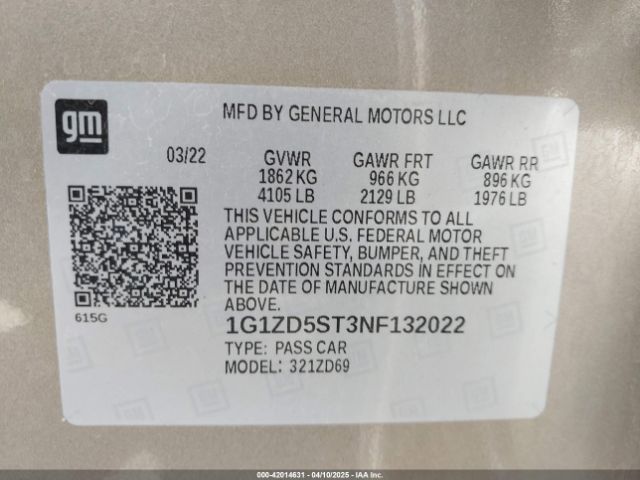 gm
MFD BY GENERAL MOTORS LLC
03/22 GVWR GAWR FRT GAWR RR
1862 KG 966 KG 896 KG
4105 LB 2129 LB 1976 LB
THIS VEHICLE CONFORMS TO ALL
APPLICABLE U.S. FEDERAL MOTOR
VEHICLE SAFETY, BUMPER, AND THEFT
PREVENTION STANDARDS IN EFFECT ON
THE DATE OF MANUFACTURE SHOWN
ABOVE.
615G
1G1ZD5ST3NF132022
TYPE: PASS CAR
MODEL: 321ZD69
000-42014631 - 04/10/2025 - IAAI.COM